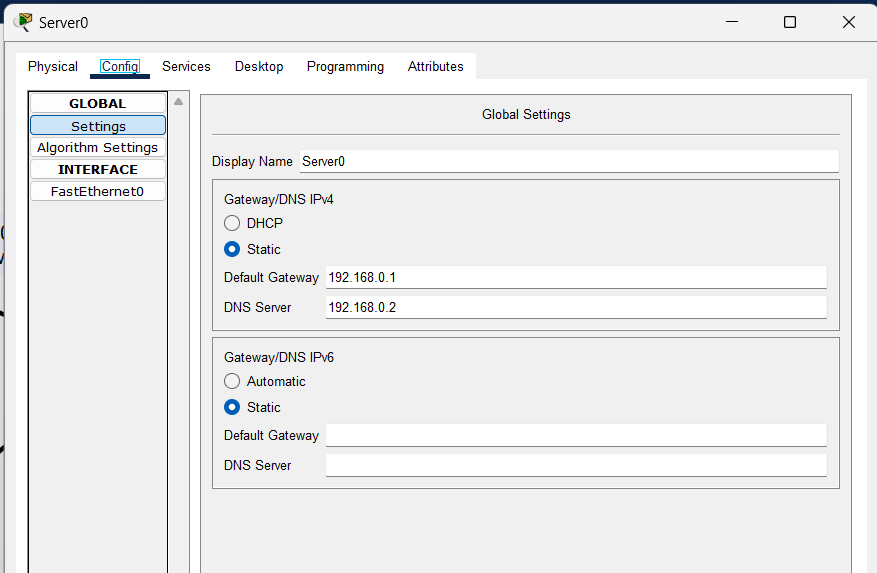 Server0
Physical Config Services Desktop Programming Attributes
GLOBAL
Settings
Algorithm Settings
INTERFACE
FastEthernet0
Global Settings
Display Name Server0
Gateway/DNS IPv4
DHCP
Static
Default Gateway 192.168.0.1
DNS Server 192.168.0.2
Gateway/DNS IPv6
Automatic
Static
Default Gateway
DNS Server